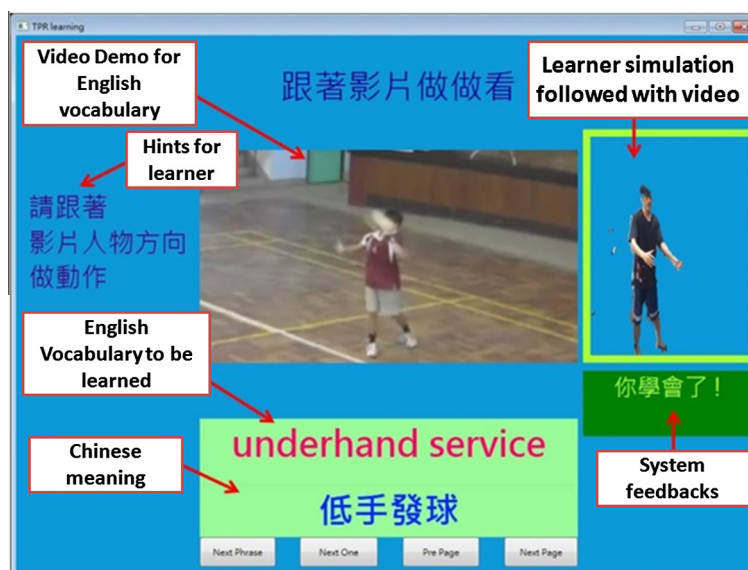 TPR learning
Video Demo for
English
vocabulary
跟著影片做做看
Learner simulation
followed with video
Hints for
learner
請跟著
影片人物方向
做動作
English
Vocabulary to be
learned
你學會了！
underhand service
Chinese
meaning
低手發球
System
feedbacks
Next Phrase
Next One
Pre Page
Next Page